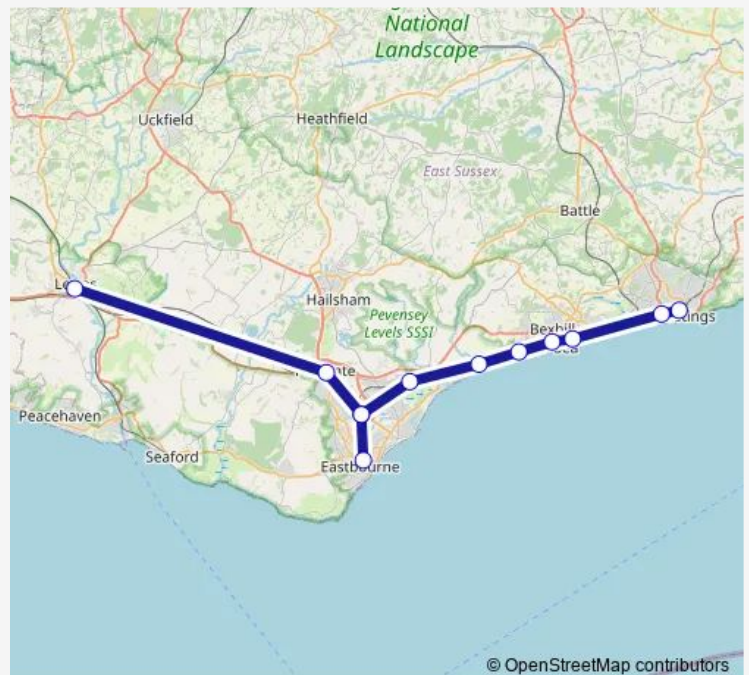 National
Landscape
Uckfield
Heathfield
East Sussex
Battle
Hailsham
Pevensey
Levels SSSI
Bexhill
Peacehaven
Seaford
Eastbourne
© OpenStreetMap contributors